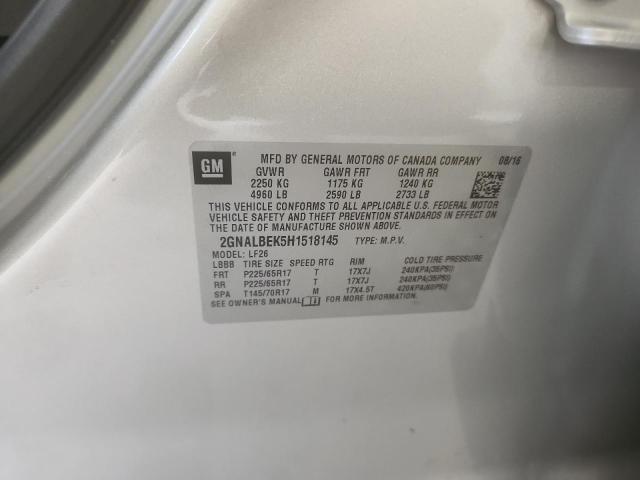 GM
MFD BY GENERAL MOTORS OF CANADA COMPANY 08/16
GVWR GAWR FRT GAWR RR
2250 KG 1175 KG 1240 KG
4960 LB 2590 LB 2733 LB
THIS VEHICLE CONFORMS TO ALL APPLICABLE U.S. FEDERAL MOTOR
VEHICLE SAFETY AND THEFT PREVENTION STANDARDS IN EFFECT ON
THE DATE OF MANUFACTURE SHOWN ABOVE.
2GNALBEK5H1518145 TYPE: M.P.V.
MODEL: LF26
LBBB TIRE SIZE SPEED RTG RIM COLD TIRE PRESSURE
FRT P225/65R17 T 17X7J 240KPA(35PSI)
RR P225/65R17 T 17X7J 240KPA(35PSI)
SPA T145/70R17 M 17X4.5T 420KPA(60PSI)
SEE OWNER'S MANUAL FOR MORE INFORMATION.